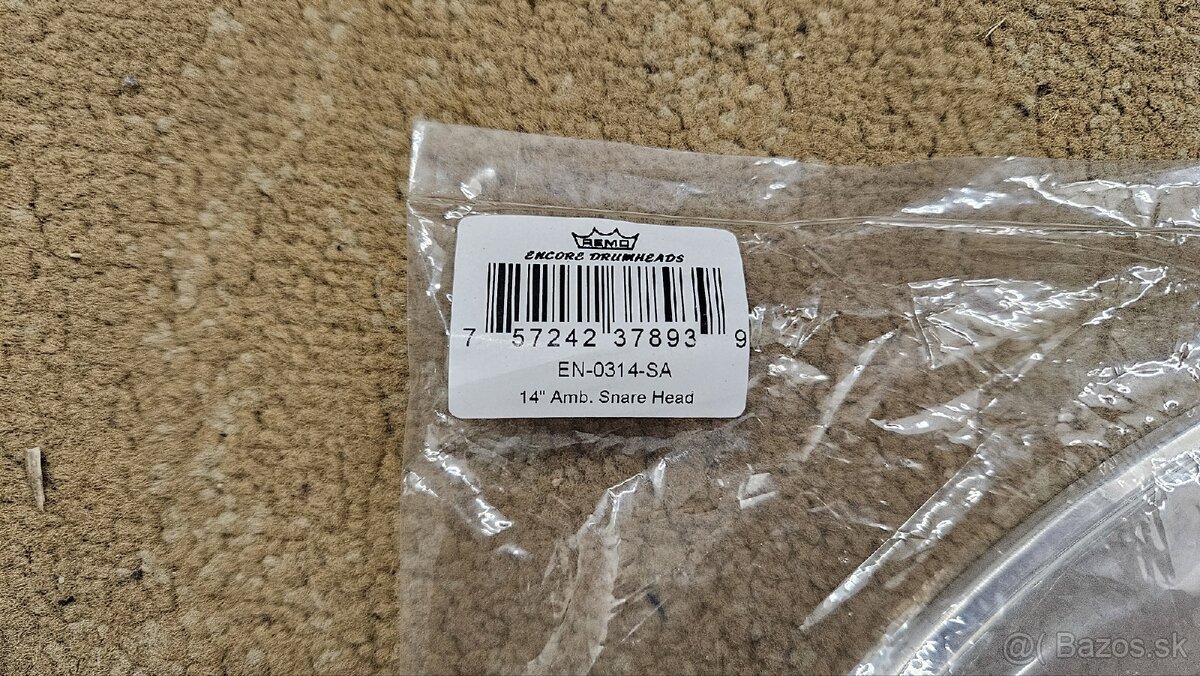 REMO
ENCORE DRUMHEADS
7 57242 37893 9
EN-0314-SA
14" Amb. Snare Head
@( Bazos.sk